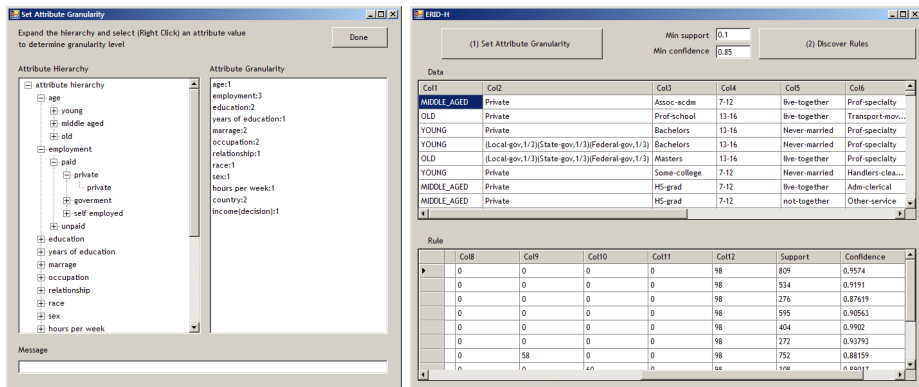 Set Attribute Granularity
Expand the hierarchy and select (Right Click) an attribute value
to determine granularity level
Done
Attribute Hierarchy
attribute hierarchy
age
young
middle aged
old
employment
paid
private
private
goverment
self employed
unpaid
education
years of education
marrage
occupation
relationship
race
sex
hours per week
Attribute Granularity
age:1
employment:3
education:2
years of education:1
marrage:2
occupation:2
relationship:1
race:1
sex:1
hours per week:1
country:2
income(decision):1
Message
ERID-H
(1) Set Attribute Granularity
Min support 0.1
Min confidence 0.85
(2) Discover Rules
Data
Col1 Col2 Col3 Col4 Col5 Col6
MIDDLE_AGED Private Assoc-acdm 7-12 live-together Prof-specialty
OLD Private Prof-school 13-16 live-together Transport-mov...
YOUNG Private Bachelors 13-16 Never-married Prof-specialty
YOUNG (Local-gov,1/3)(State-gov,1/3)(Federal-gov,1/3) Bachelors 13-16 Never-married Prof-specialty
OLD (Local-gov,1/3)(State-gov,1/3)(Federal-gov,1/3) Masters 13-16 live-together Prof-specialty
YOUNG Private Some-college 7-12 Never-married Handlers-clea...
MIDDLE_AGED Private HS-grad 7-12 live-together Adm-clerical
MIDDLE_AGED Private HS-grad 7-12 not-together Other-service
Rule
Col8 Col9 Col10 Col11 Col12 Support Confidence
0 0 0 0 98 809 0.9574
0 0 0 0 98 534 0.9191
0 0 0 0 98 276 0.87619
0 0 0 0 98 595 0.90563
0 0 0 0 98 404 0.9902
0 0 0 0 98 272 0.93793
0 58 0 0 98 752 0.88159
0 0 60 0 98 208 0.89017